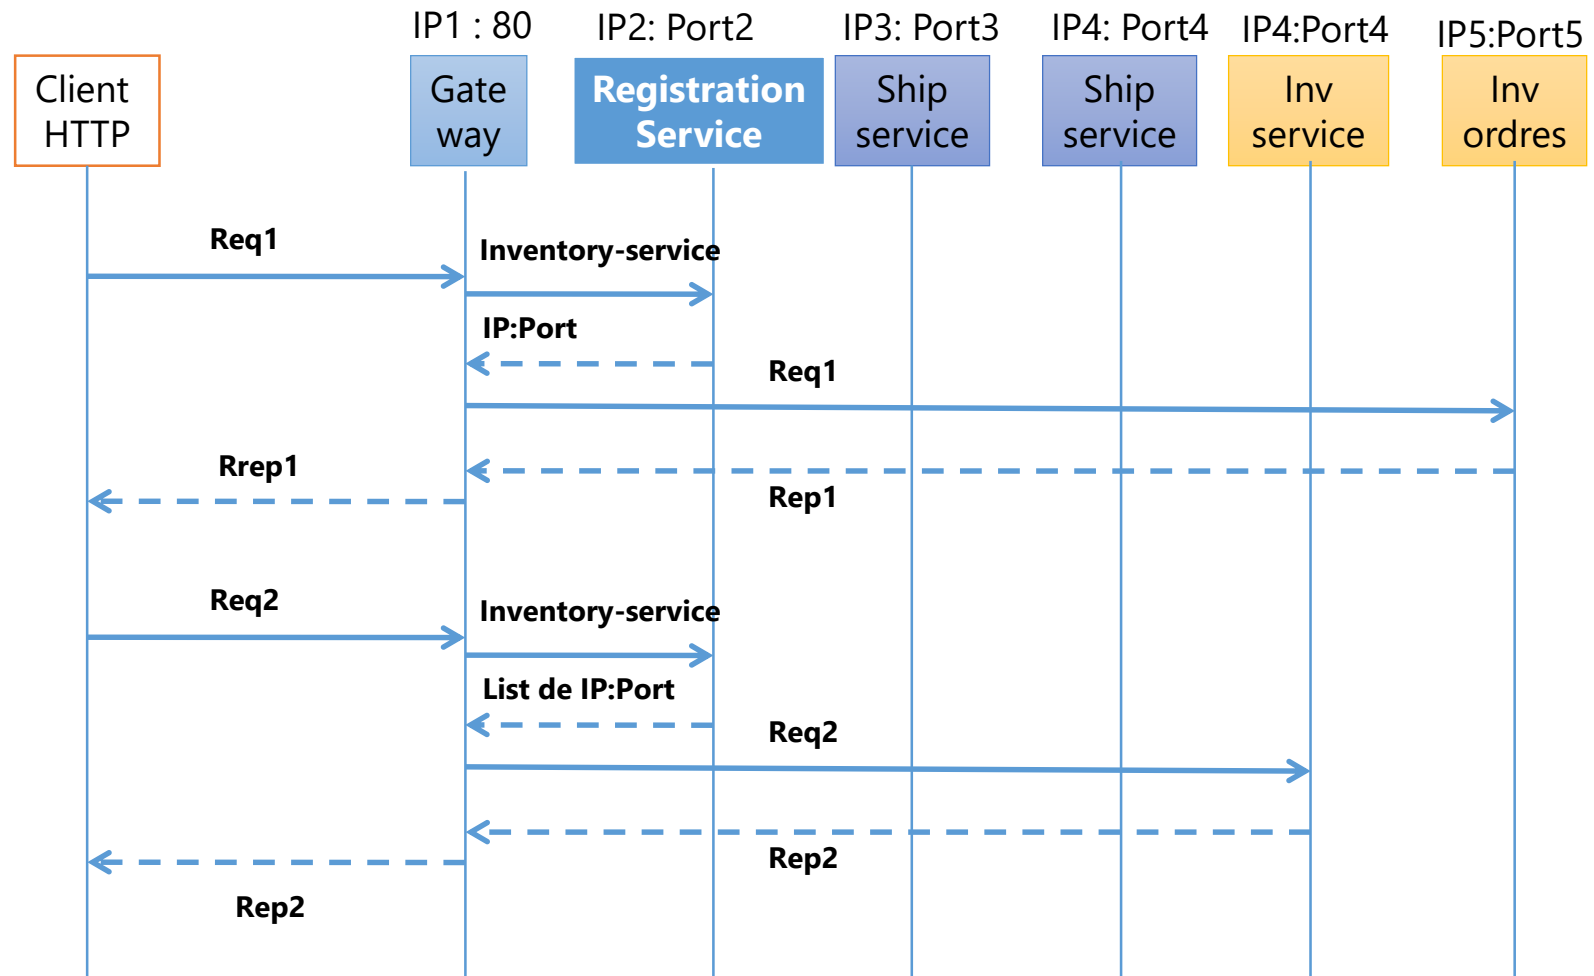 IP1 : 80
IP2: Port2
IP3: Port3
IP4: Port4
IP4:Port4
IP5:Port5
Client
HTTP
Gate
way
Registration
Service
Ship
service
Ship
service
Inv
service
Inv
ordres
Req1
Inventory-service
IP:Port
Req1
Rrep1
Rep1
Req2
Inventory-service
List de IP:Port
Req2
Rep2
Rep2